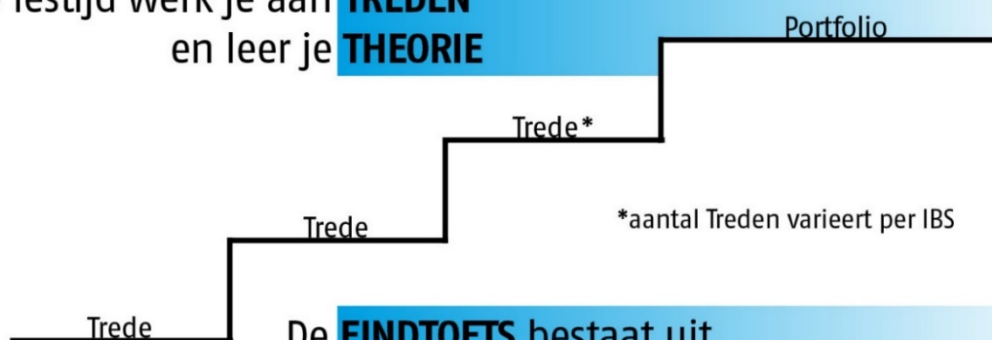 lestijd werk je aan TREDEN
en leer je THEORIE
Portfolio
Trede*
*aantal Treden varieert per IBS
Trede
Trede
De EINDTOETS bestaat uit